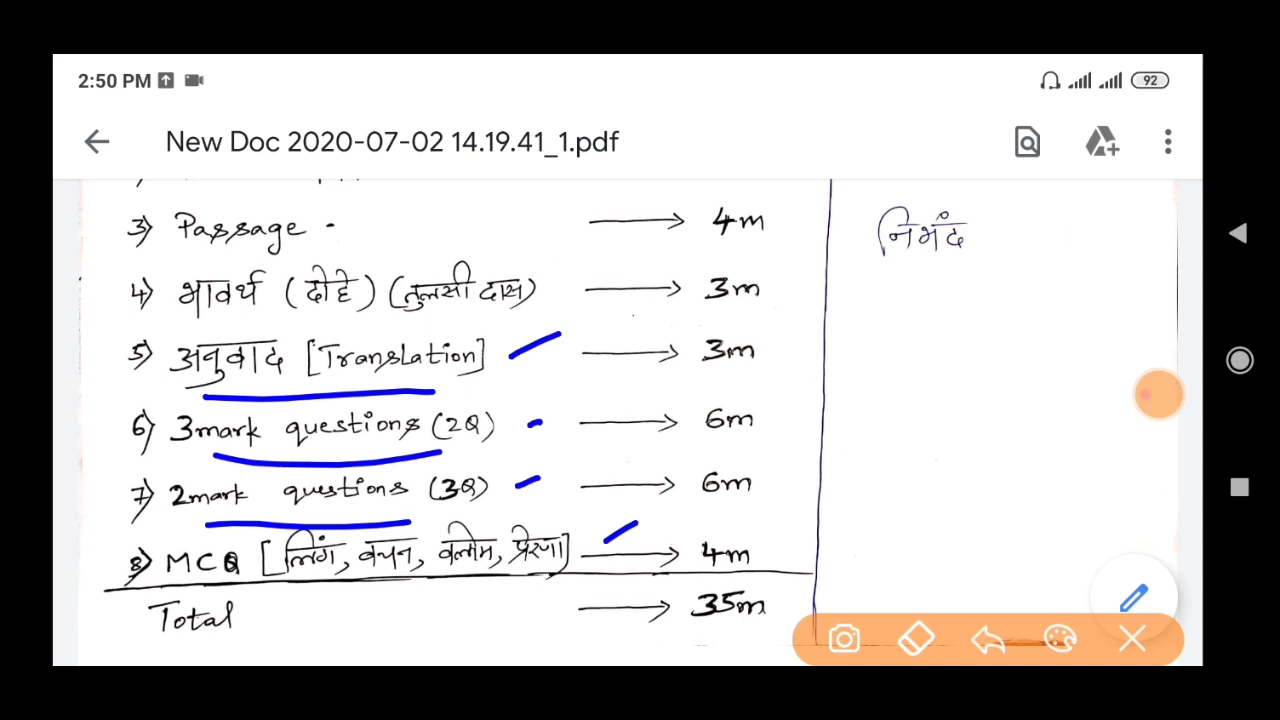 2:50 PM 92
New Doc 2020-07-02 14.19.41_1.pdf
3) Passage - → 4m
निभंद
4) भावर्थ (दोहे) (तुलसी दास) → 3m
5) अनुवाद [Translation] → 3m
6) 3mark questions (2Q) → 6m
7) 2mark questions (3Q) → 6m
8) MCQ [लिंग, वचन, वलोम, प्रेरणा] → 4m
Total → 35m